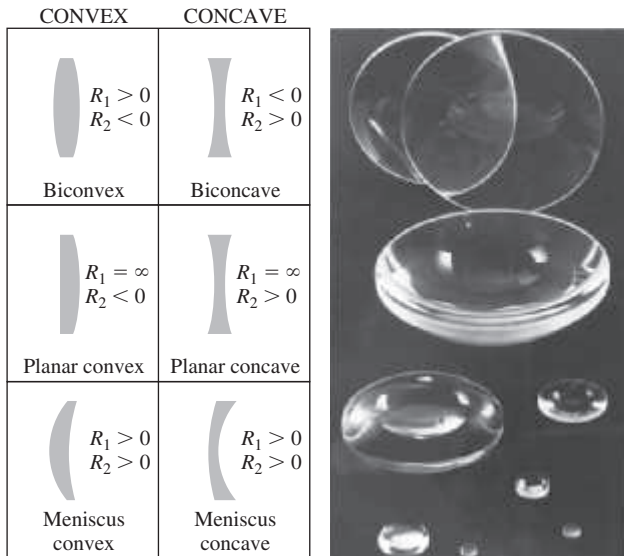 CONVEX
CONCAVE
R₁ > 0
R₂ < 0
Biconvex
R₁ < 0
R₂ > 0
Biconcave
R₁ = ∞
R₂ < 0
Planar convex
R₁ = ∞
R₂ > 0
Planar concave
R₁ > 0
R₂ > 0
Meniscus
convex
R₁ > 0
R₂ > 0
Meniscus
concave